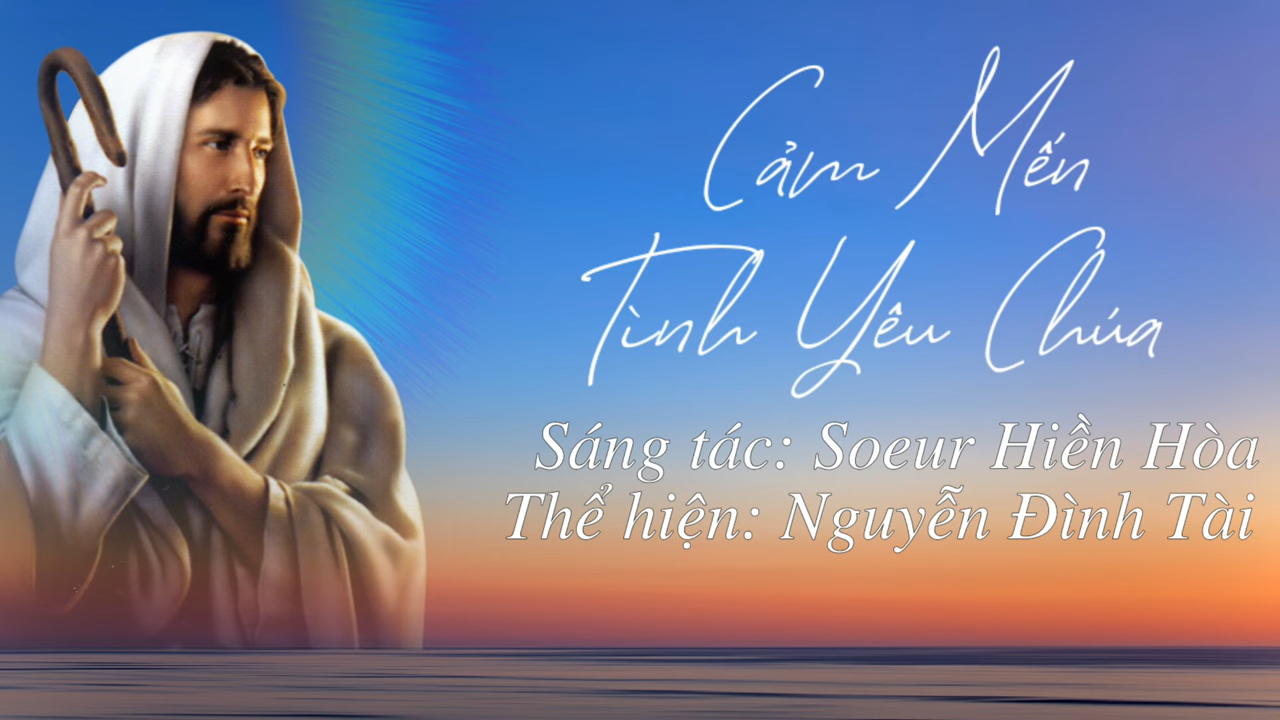 Cảm Mến
Tình Yêu Chúa
Sáng tác: Soeur Hiền Hòa
Thể hiện: Nguyễn Đình Tài